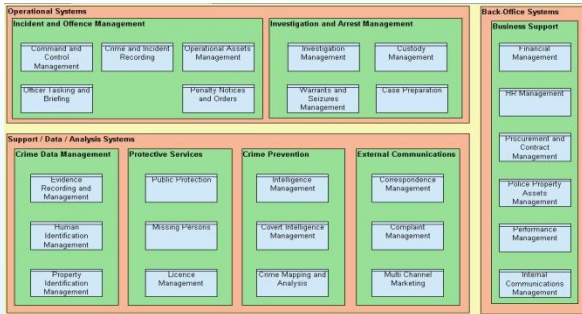 Operational Systems
Incident and Offence Management
Command and
Control
Management
Crime and Incident
Recording
Operational Assets
Management
Officer Tasking and
Briefing
Penalty Notices
and Orders
Investigation and Arrest Management
Investigation
Management
Custody
Management
Warrants and
Seizures
Management
Case Preparation
Support / Data / Analysis Systems
Crime Data Management
Evidence
Recording and
Management
Human
Identification
Management
Property
Identification
Management
Protective Services
Public Protection
Missing Persons
Licence
Management
Crime Prevention
Intelligence
Management
Covert Intelligence
Management
Crime Mapping and
Analysis
External Communications
Correspondence
Management
Complaint
Management
Multi Channel
Marketing
Back-Office Systems
Business Support
Financial
Management
HR Management
Procurement and
Contract
Management
Police Property
Assets
Management
Performance
Management
Internal
Communications
Management